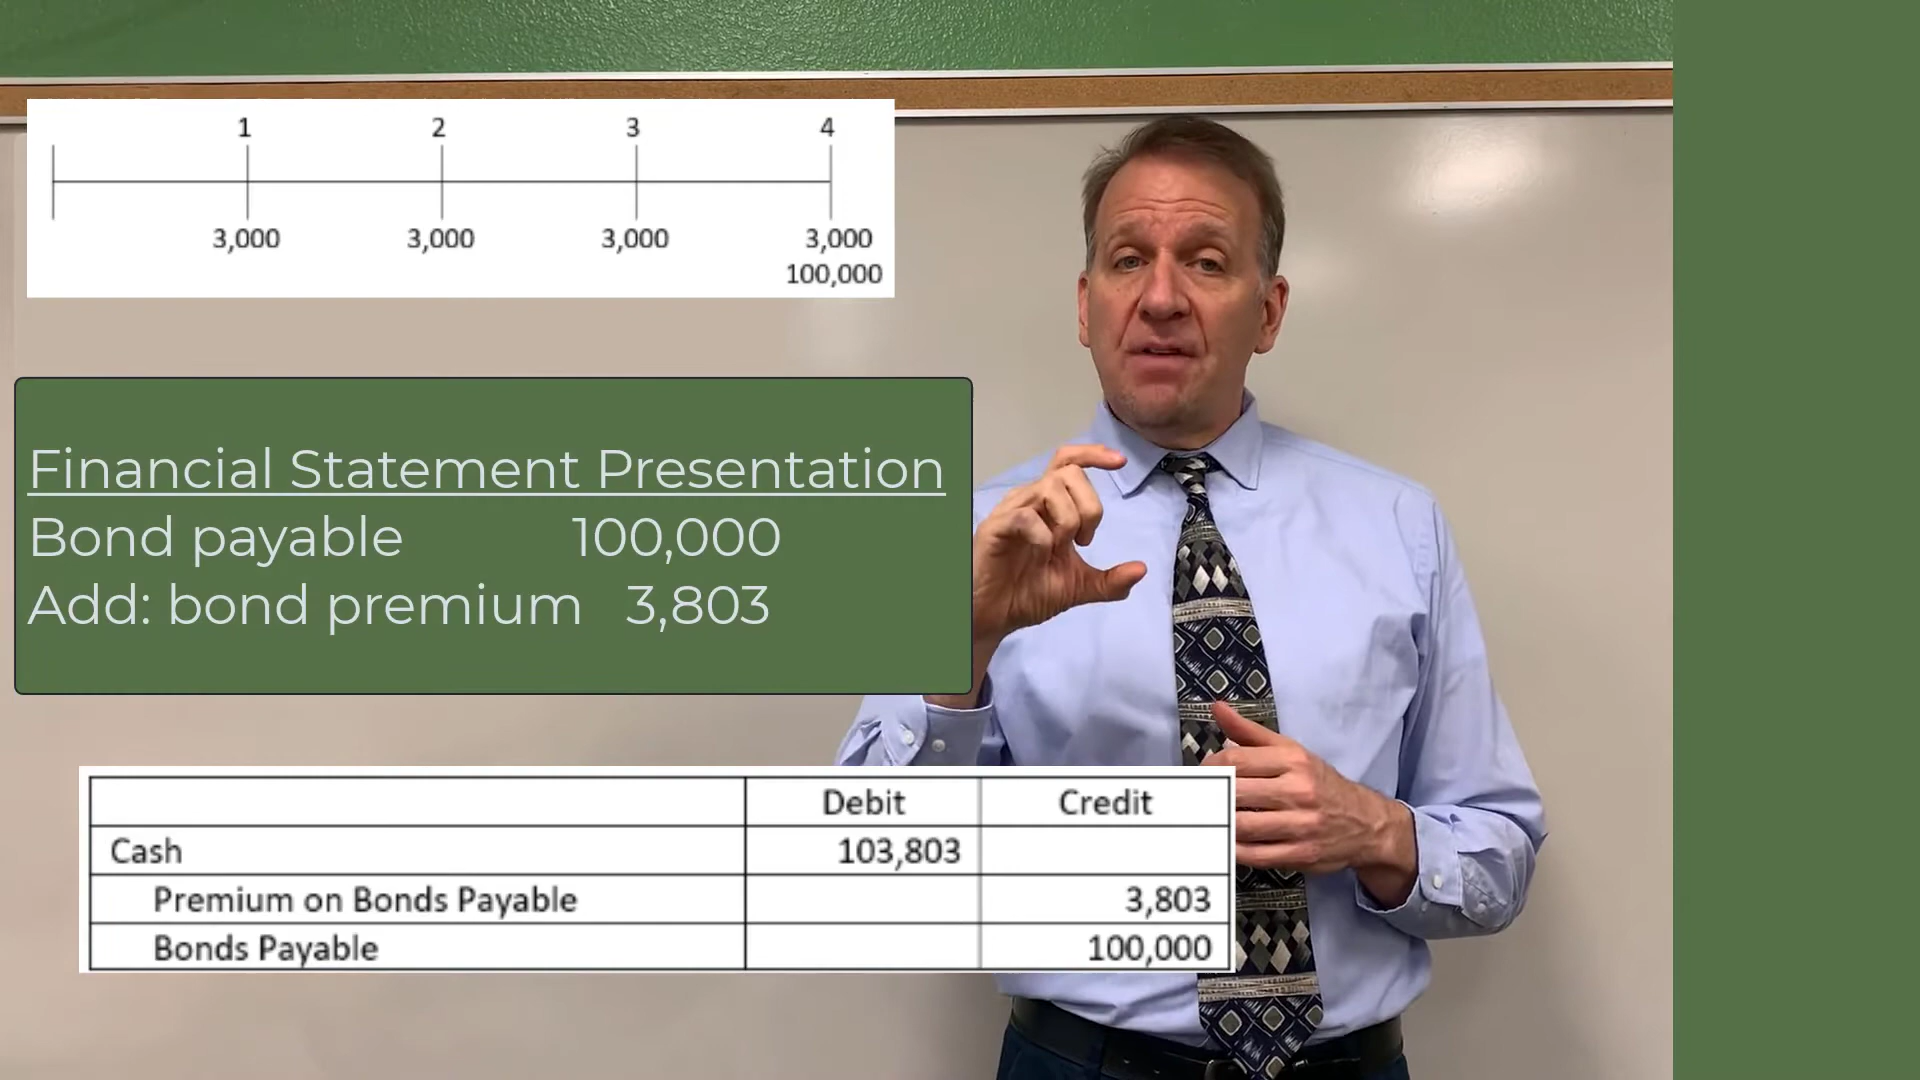 1 2 3 4
3,000 3,000 3,000 3,000
100,000
Financial Statement Presentation
Bond payable 100,000
Add: bond premium 3,803
Debit Credit
Cash 103,803
Premium on Bonds Payable 3,803
Bonds Payable 100,000